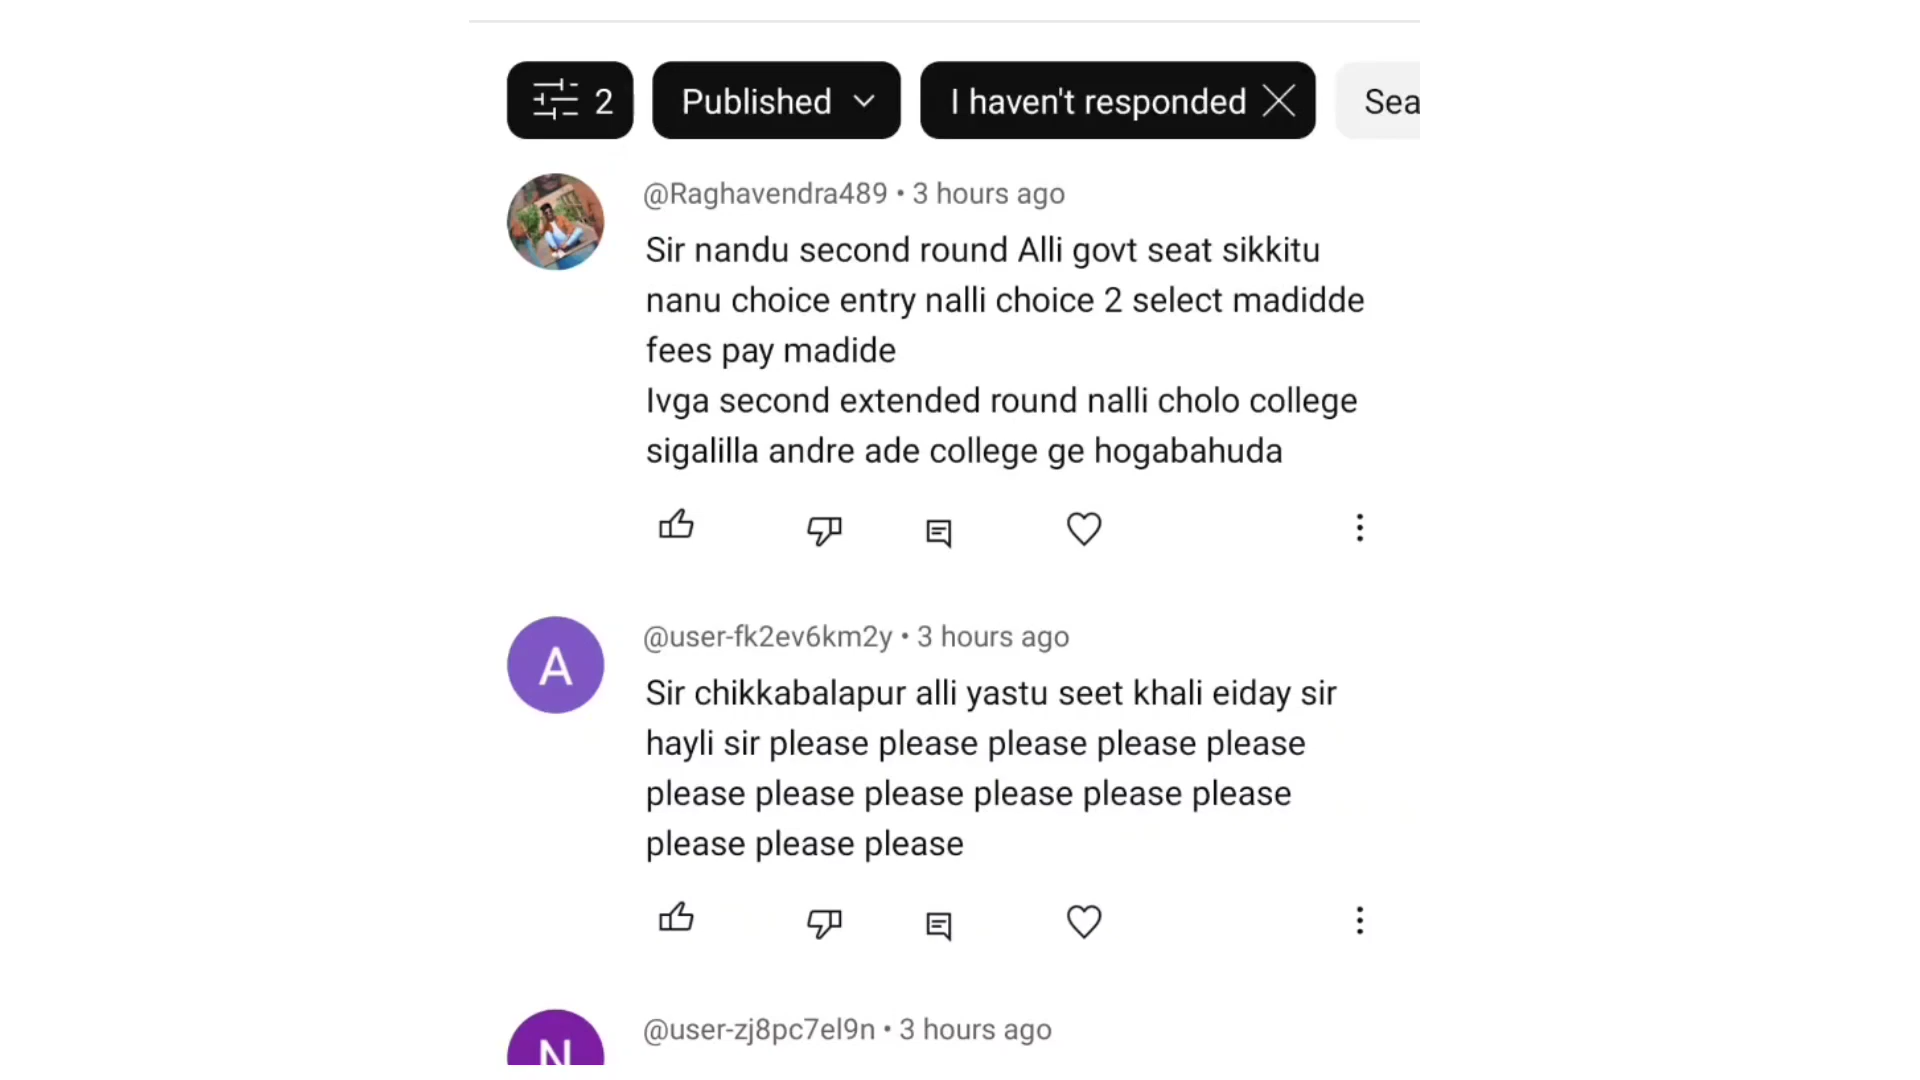 2 Published I haven't responded Sea
@Raghavendra489 • 3 hours ago
Sir nandu second round Alli govt seat sikkitu
nanu choice entry nalli choice 2 select madidde
fees pay madide
Ivga second extended round nalli cholo college
sigalilla andre ade college ge hogabahuda
A
@user-fk2ev6km2y • 3 hours ago
Sir chikkabalapur alli yastu seet khali eiday sir
hayli sir please please please please please
please please please please please please
please please please
N
@user-zj8pc7el9n • 3 hours ago